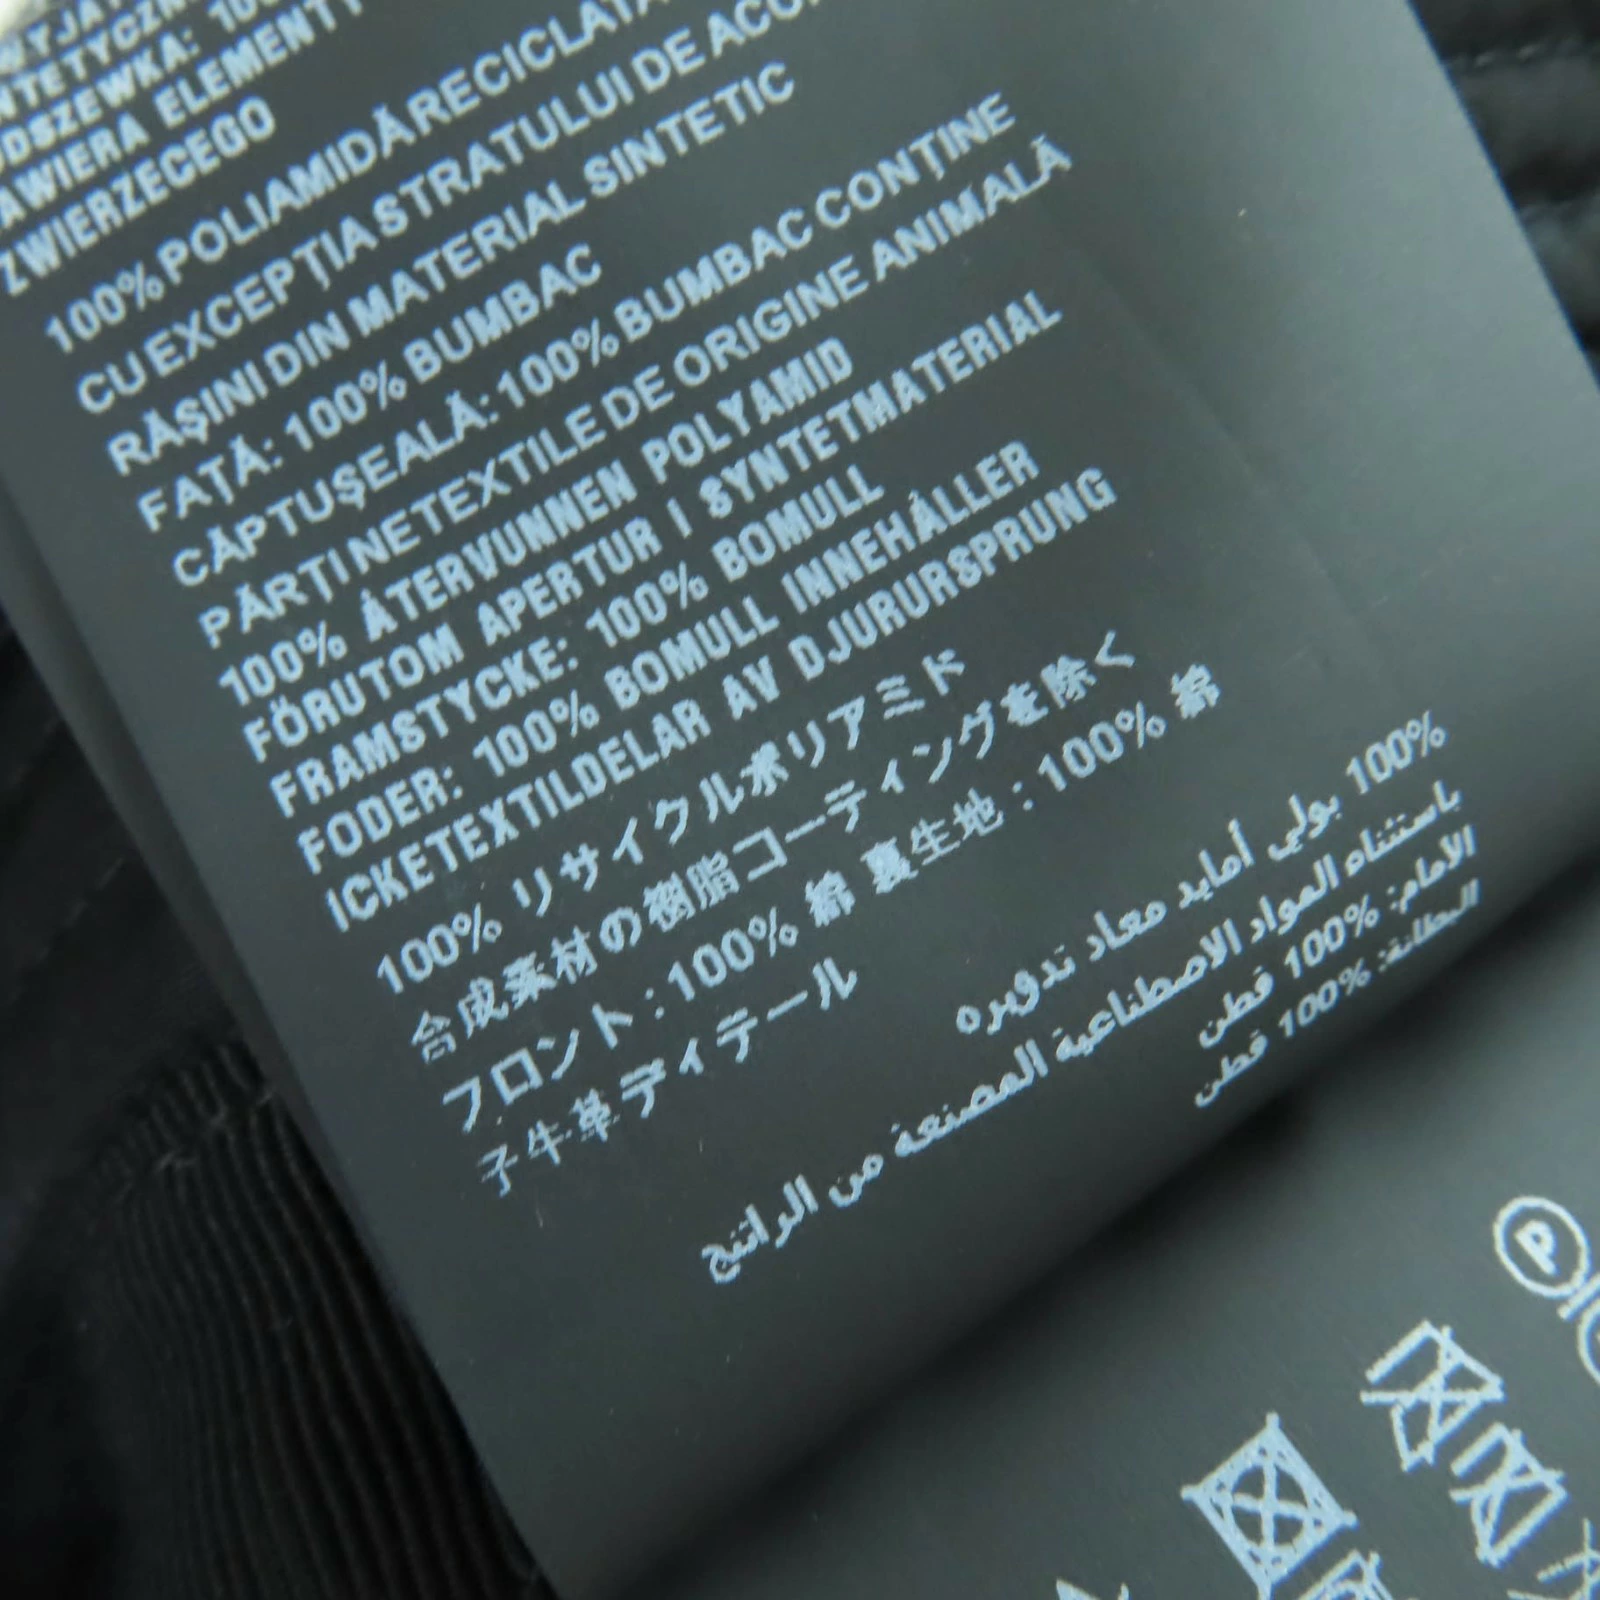 ZAWIERA ELEMENTY
ZWIERZĘCEGO
100% POLIAMIDĂ RECICLATĂ
CU EXCEPȚIA STRATULUI DE
RĂȘINI DIN MATERIAL SINTETIC
FAȚĂ: 100% BUMBAC
CĂPTUȘEALĂ: 100% BUMBAC CONȚINE
PĂRȚI NETEXTILE DE ORIGINE ANIMALĂ
100% ÅTERVUNNEN POLYAMID
FÖRUTOM APERTUR I SYNTETMATERIAL
FRAMSTYCKE: 100% BOMULL
FODER: 100% BOMULL INNEHÅLLER
ICKETEXTILDELAR AV DJURURSPRUNG
100% リサイクルポリアミド
合成素材の樹脂コーティングを除く
フロント : 100% 綿 裏生地 : 100% 綿
子牛革ディテール
100% بولي أمايد معاد تدويره
باستثناء المواد الاصطناعية المصنعة من الراتنج
الأمام: 100% قطن
البطانة: 100% قطن
P